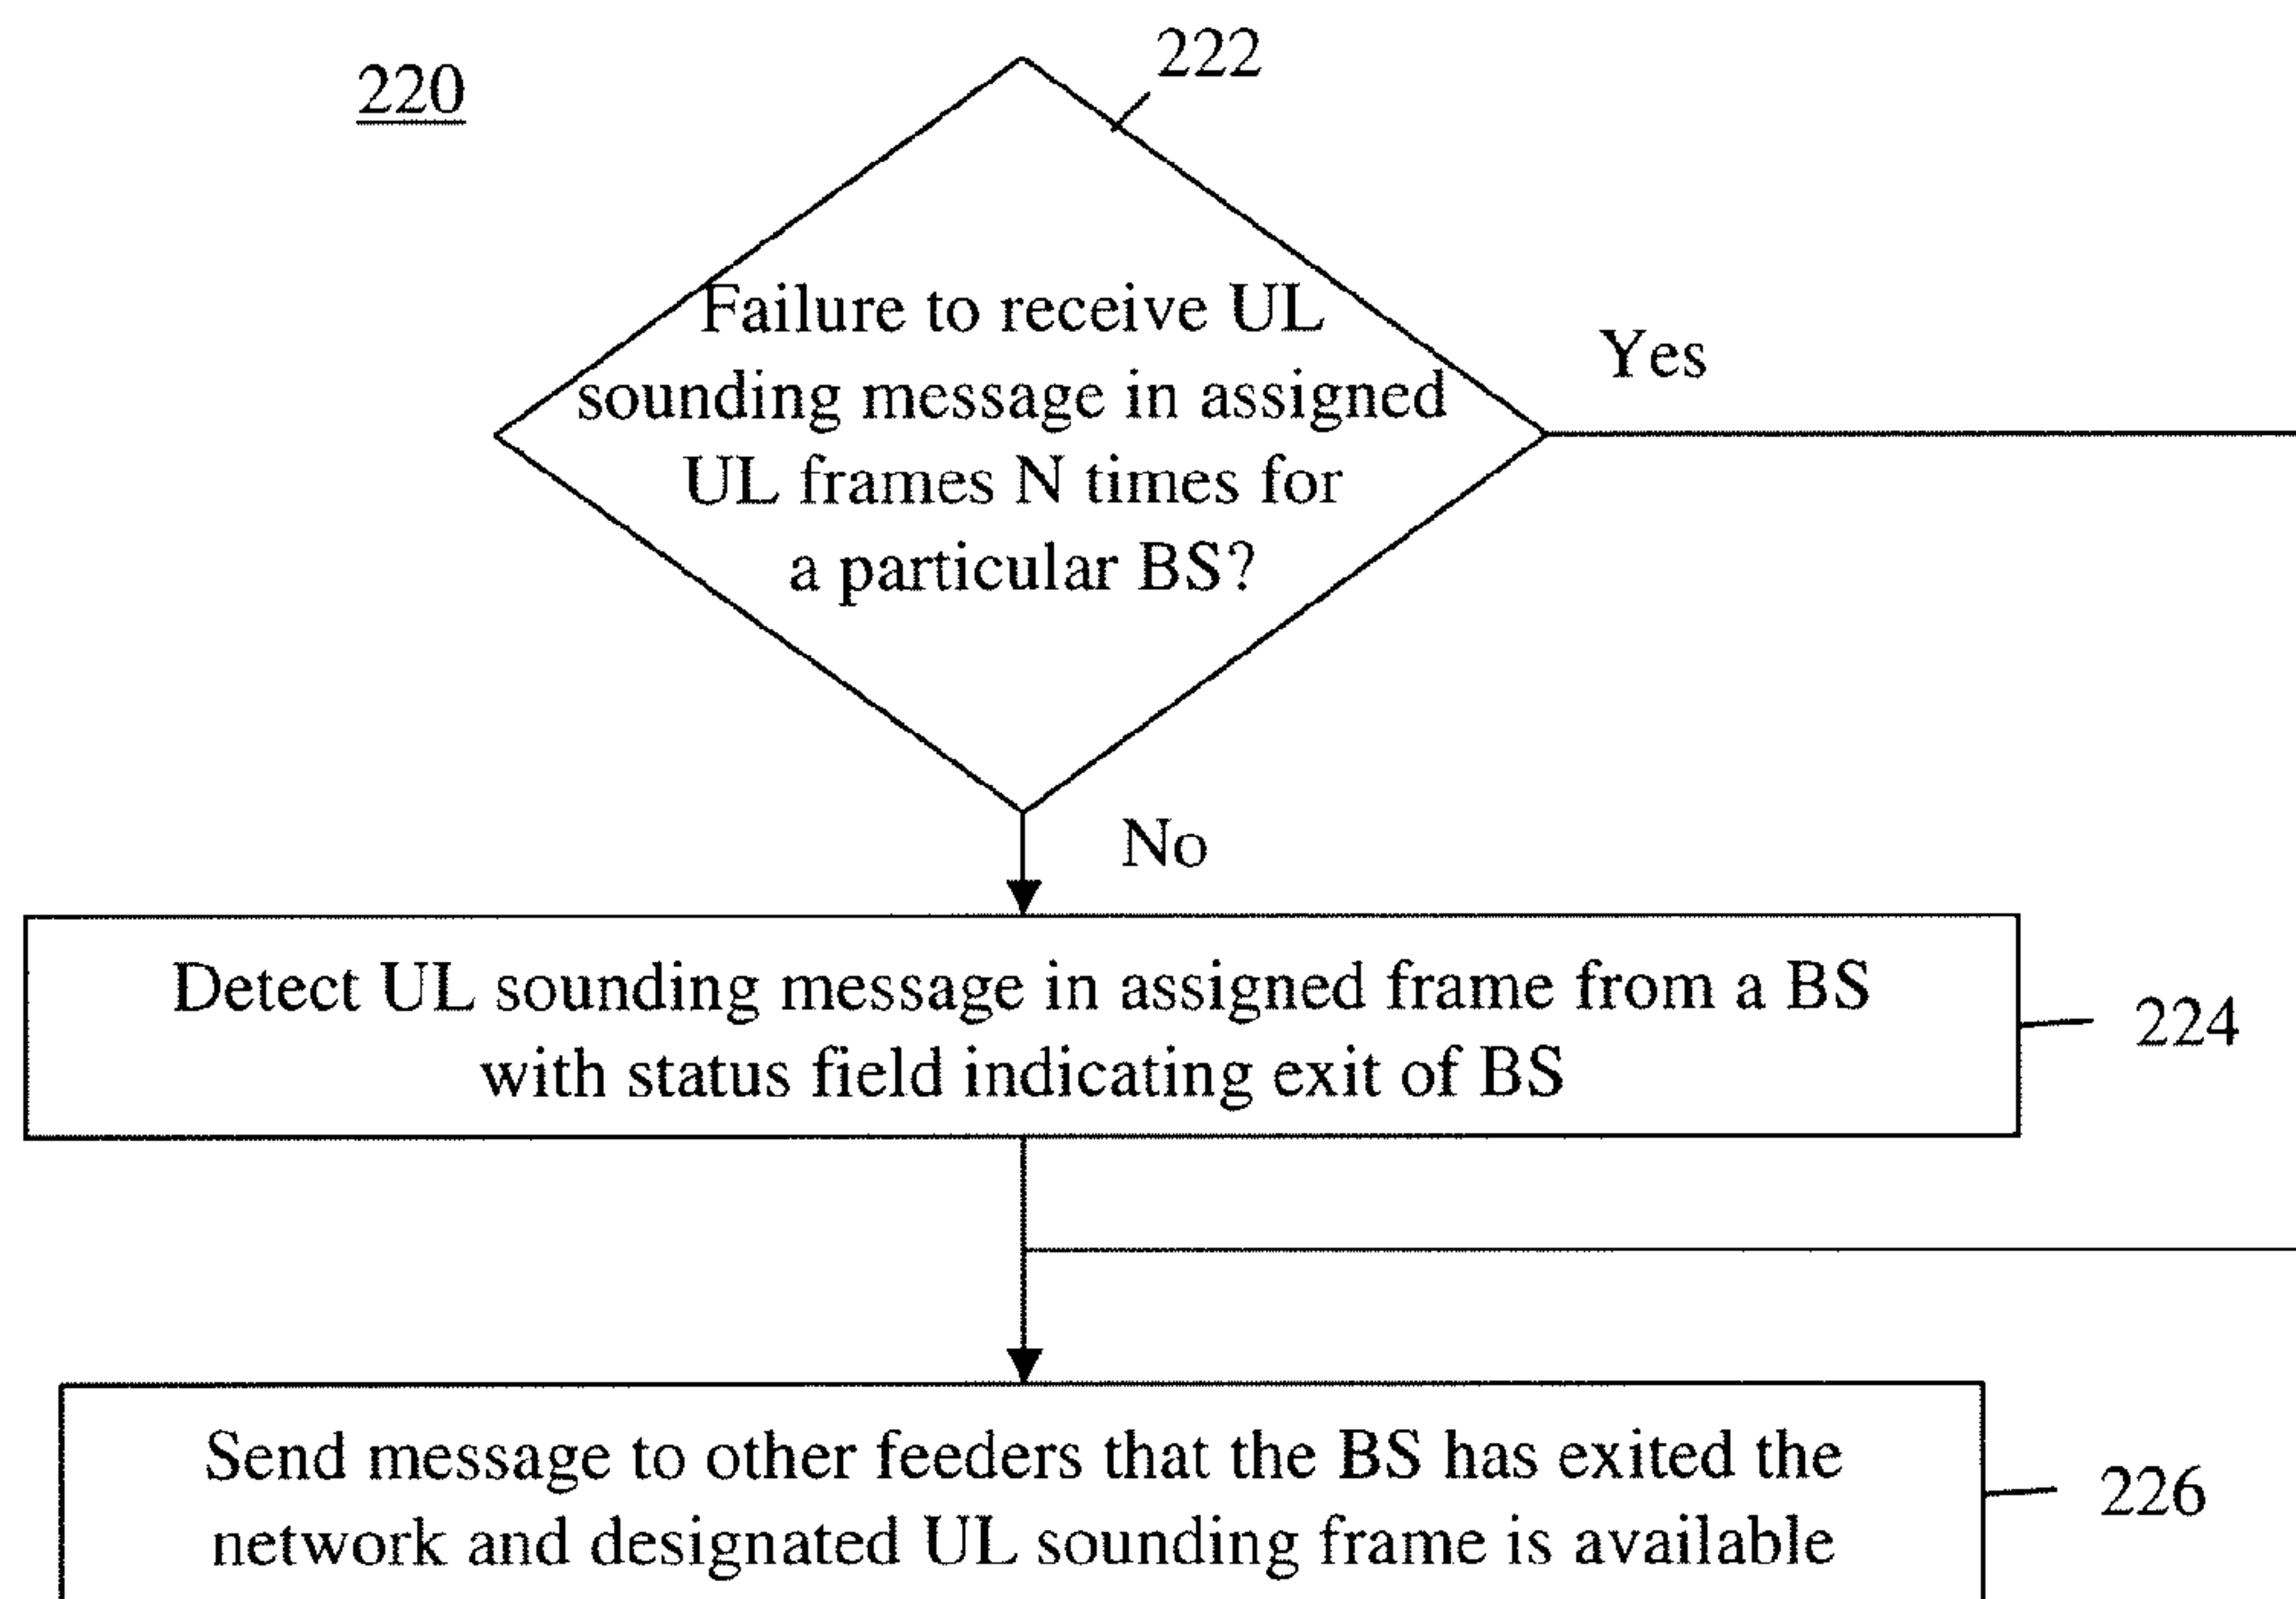 220
222
Failure to receive UL
sounding message in assigned
UL frames N times for
a particular BS?
Yes
No
Detect UL sounding message in assigned frame from a BS
with status field indicating exit of BS
224
Send message to other feeders that the BS has exited the
network and designated UL sounding frame is available
226